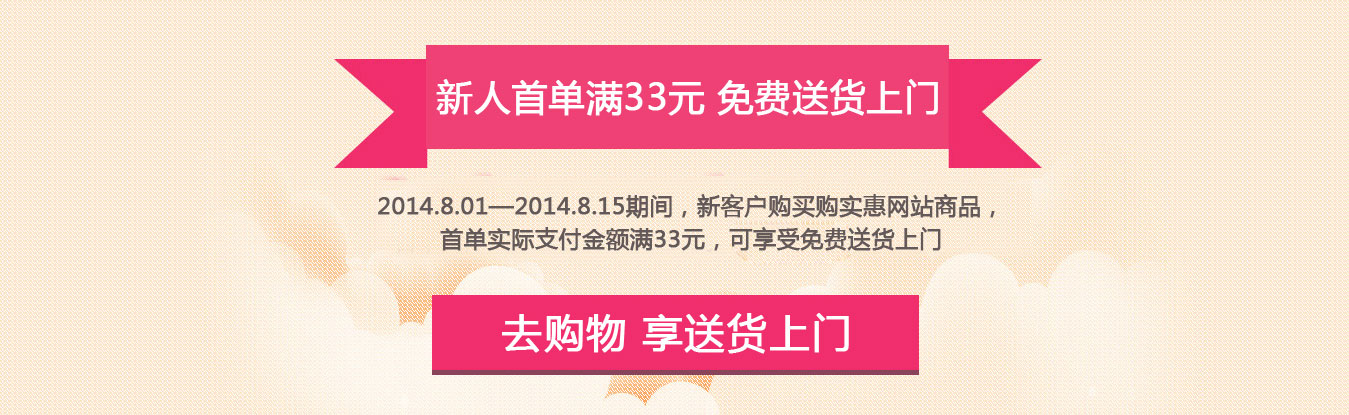 新人首单满33元 免费送货上门
2014.8.01—2014.8.15期间，新客户购买购实惠网站商品，
首单实际支付金额满33元，可享受免费送货上门
去购物 享送货上门